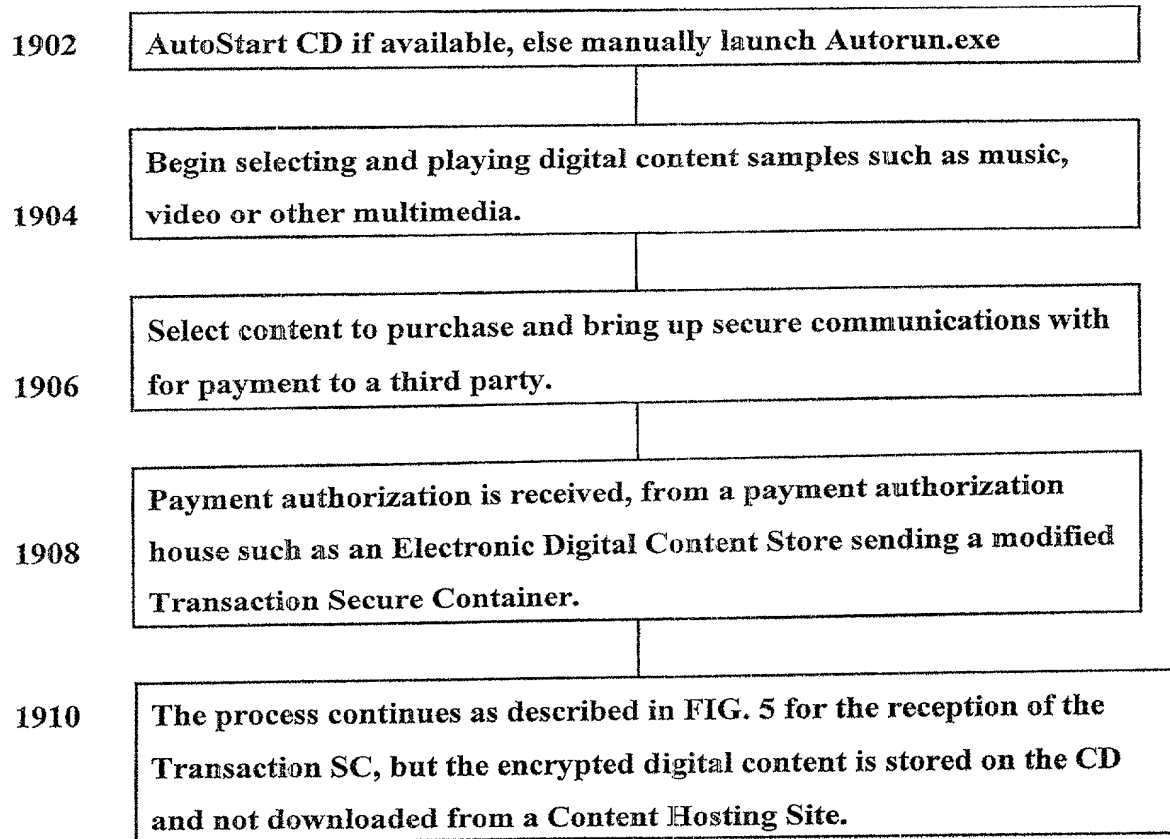 1902 AutoStart CD if available, else manually launch Autorun.exe
Begin selecting and playing digital content samples such as music,
1904 video or other multimedia.
Select content to purchase and bring up secure communications with
1906 for payment to a third party.
Payment authorization is received, from a payment authorization
1908 house such as an Electronic Digital Content Store sending a modified
Transaction Secure Container.
1910 The process continues as described in FIG. 5 for the reception of the
Transaction SC, but the encrypted digital content is stored on the CD
and not downloaded from a Content Hosting Site.